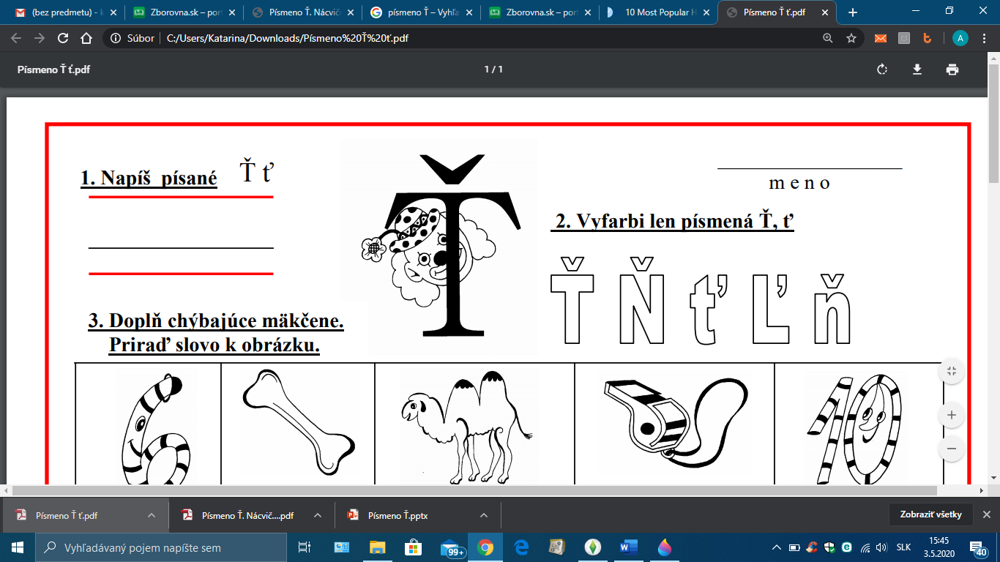 (bez predmetu) -
Zborovna.sk – por
Písmeno Ť. Nácvič
písmeno Ť – Vyhľa
Zborovna.sk – por
10 Most Popular H
Písmeno Ť ť.pdf
Súbor
C:/Users/Katarina/Downloads/Písmeno%20Ť%20ť.pdf
A
Písmeno Ť ť.pdf
1 / 1
1. Napíš písané Ť ť
Ť
m e n o
2. Vyfarbi len písmená Ť, ť
Ť Ň ť Ľ ň
3. Doplň chýbajúce mäkčene.
Priraď slovo k obrázku.
6
10
Písmeno Ť ť.pdf
Písmeno Ť. Nácvič....pdf
Písmeno Ť.pptx
Zobraziť všetky
Vyhľadávaný pojem napíšte sem
99+
SLK
15:45
3.5.2020
40